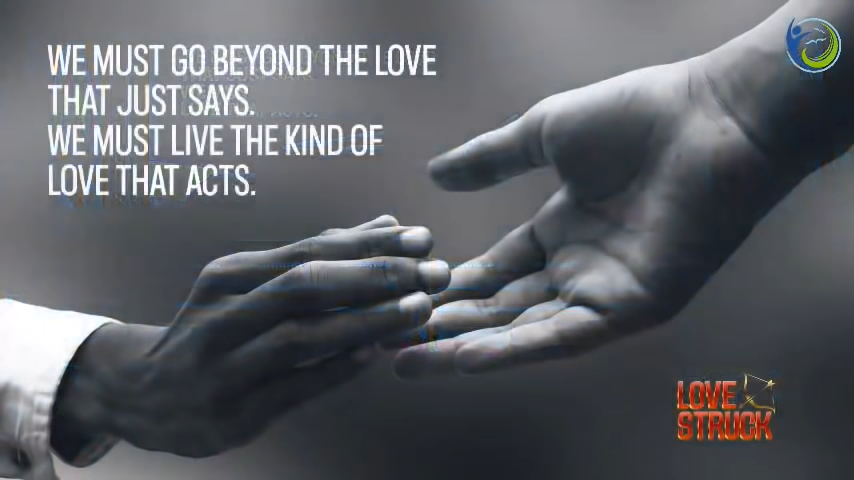 WE MUST GO BEYOND THE LOVE
THAT JUST SAYS.
WE MUST LIVE THE KIND OF
LOVE THAT ACTS.
LOVE
STRUCK